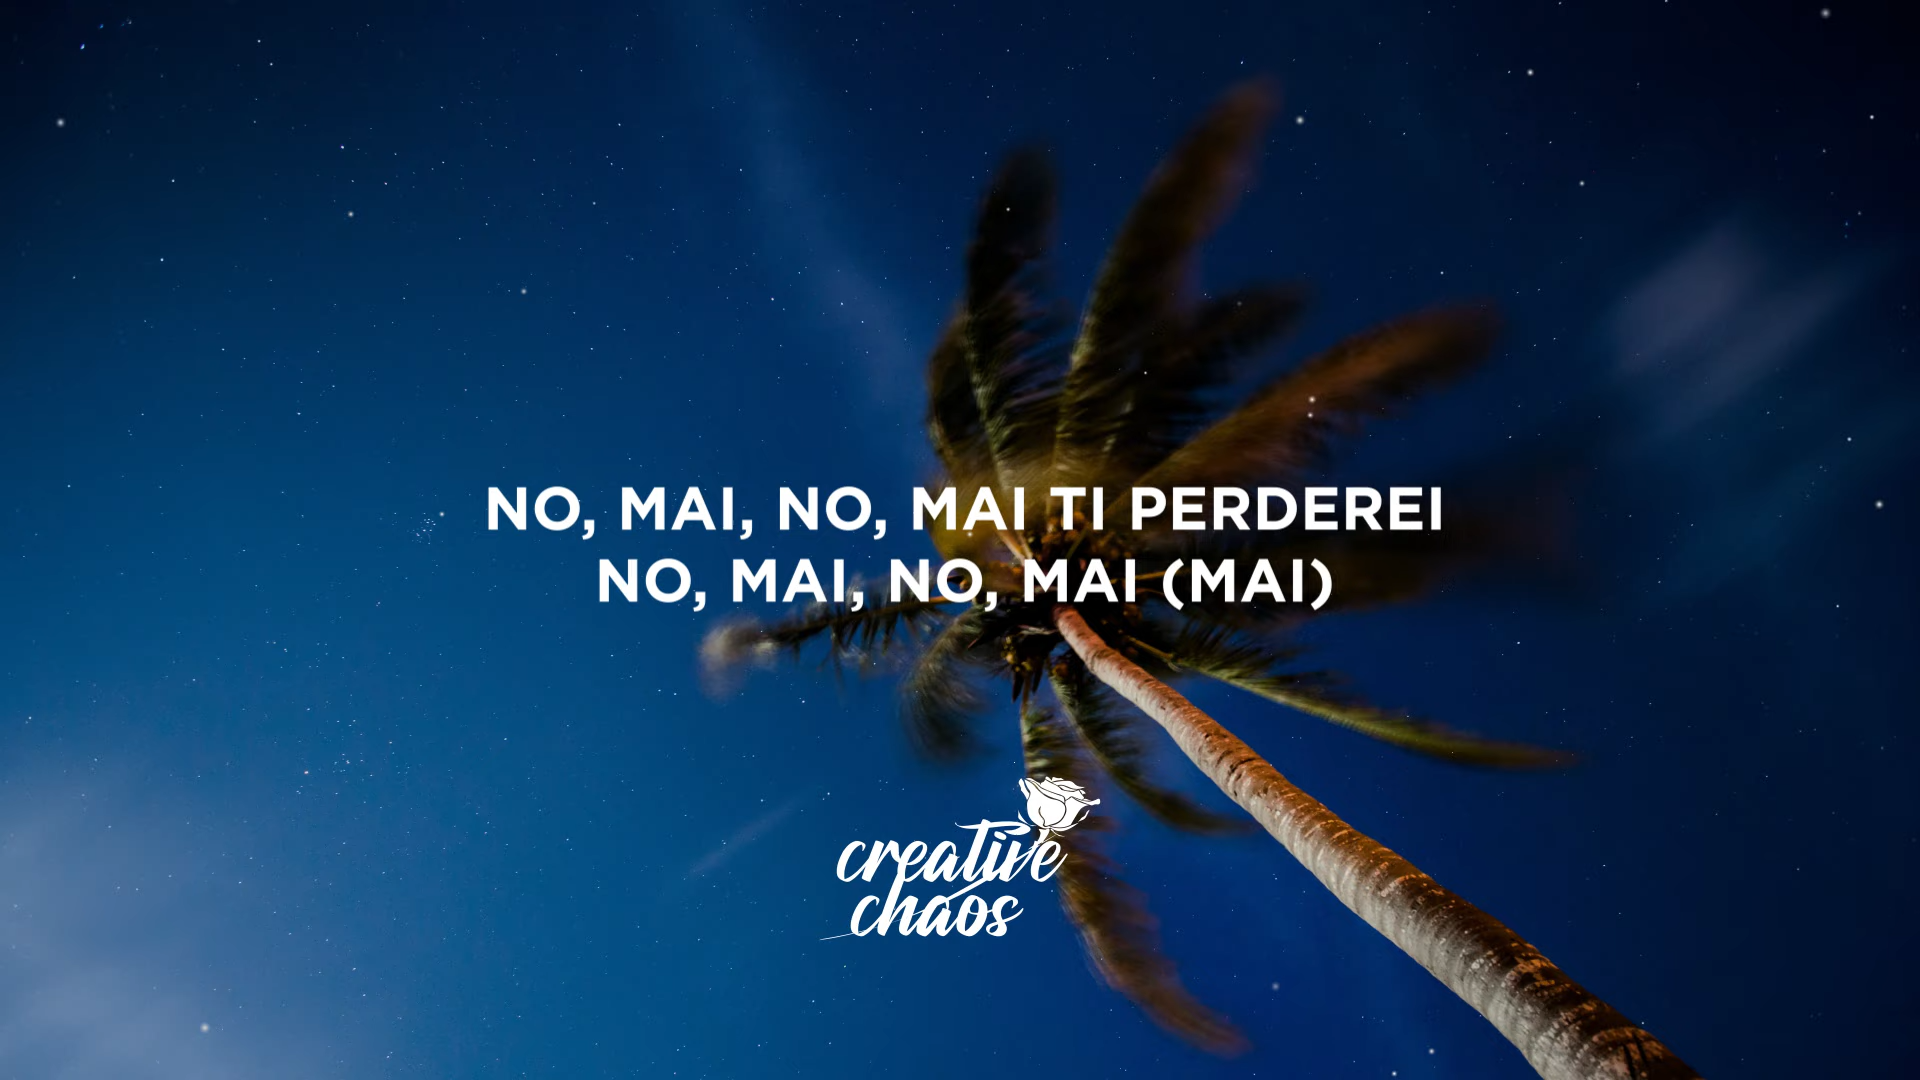 NO, MAI, NO, MAI TI PERDEREI
NO, MAI, NO, MAI (MAI)
creative
chaos